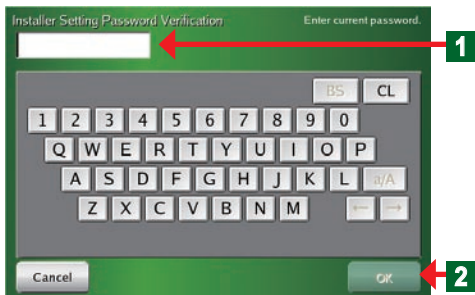 Installer Setting Password Verification Enter current password.
1
BS CL
1 2 3 4 5 6 7 8 9 0
Q W E R T Y U I O P
A S D F G H J K L a/A
Z X C V B N M ← →
Cancel OK 2